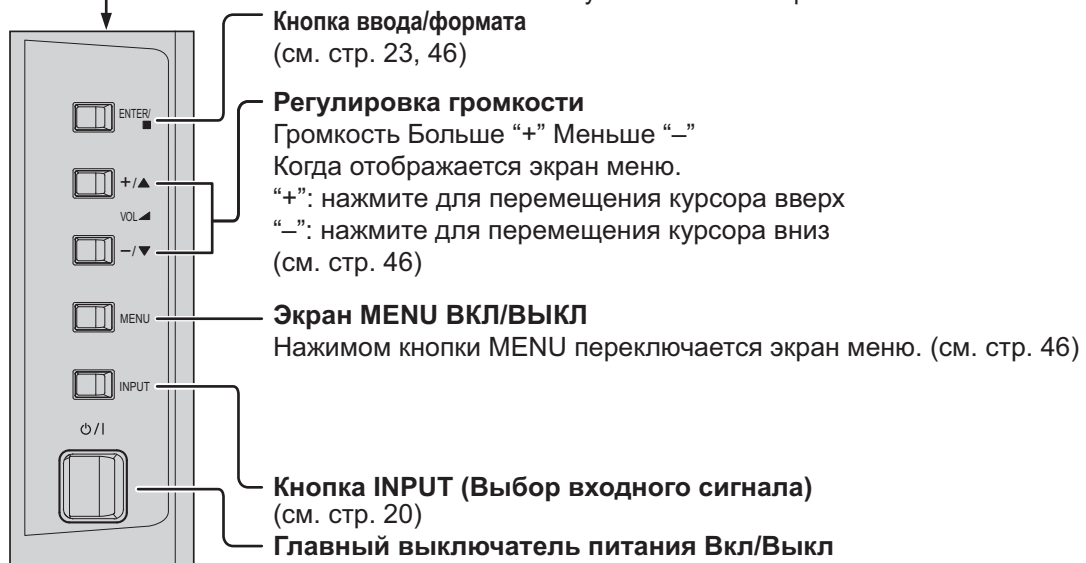 Кнопка ввода/формата
(см. стр. 23, 46)
ENTER/
■
Регулировка громкости
Громкость Больше “+” Меньше “–”
Когда отображается экран меню.
“+”: нажмите для перемещения курсора вверх
“–”: нажмите для перемещения курсора вниз
(см. стр. 46)
+/▲
VOL
–/▼
Экран MENU ВКЛ/ВЫКЛ
MENU
Нажимом кнопки MENU переключается экран меню. (см. стр. 46)
INPUT
⏻/I
Кнопка INPUT (Выбор входного сигнала)
(см. стр. 20)
Главный выключатель питания Вкл/Выкл